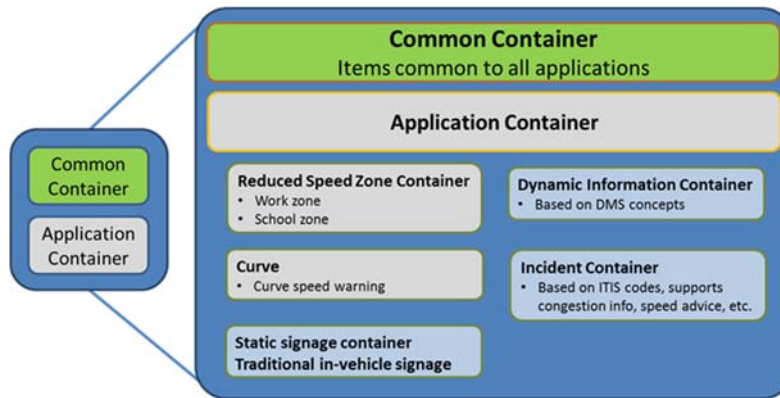 Common Container
Items common to all applications
Application Container
Common
Container
Application
Container
Reduced Speed Zone Container
• Work zone
• School zone
Dynamic Information Container
• Based on DMS concepts
Curve
• Curve speed warning
Incident Container
• Based on ITIS codes, supports
congestion info, speed advice, etc.
Static signage container
Traditional in-vehicle signage